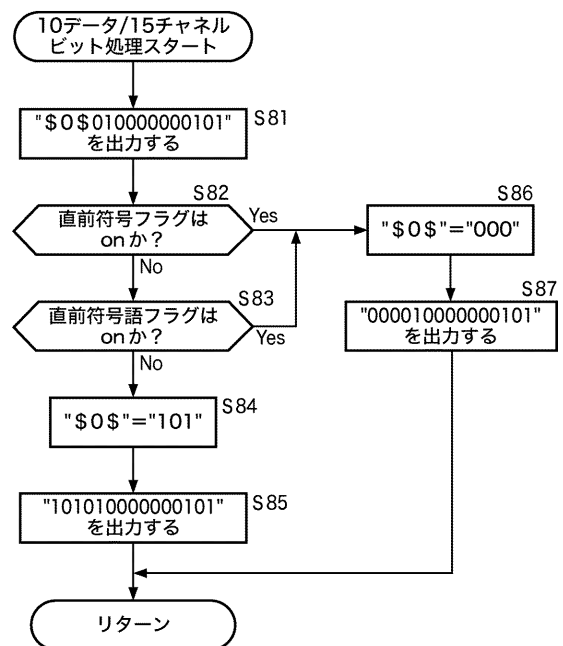 10データ/15チャネル
ビット処理スタート
"$0$010000000101"
を出力する
S81
S82
直前符号フラグは
onか？
Yes
No
S83
直前符号語フラグは
onか？
Yes
No
"$0$"="101"
S84
"101010000000101"
を出力する
S85
S86
"$0$"="000"
S87
"000010000000101"
を出力する
リターン